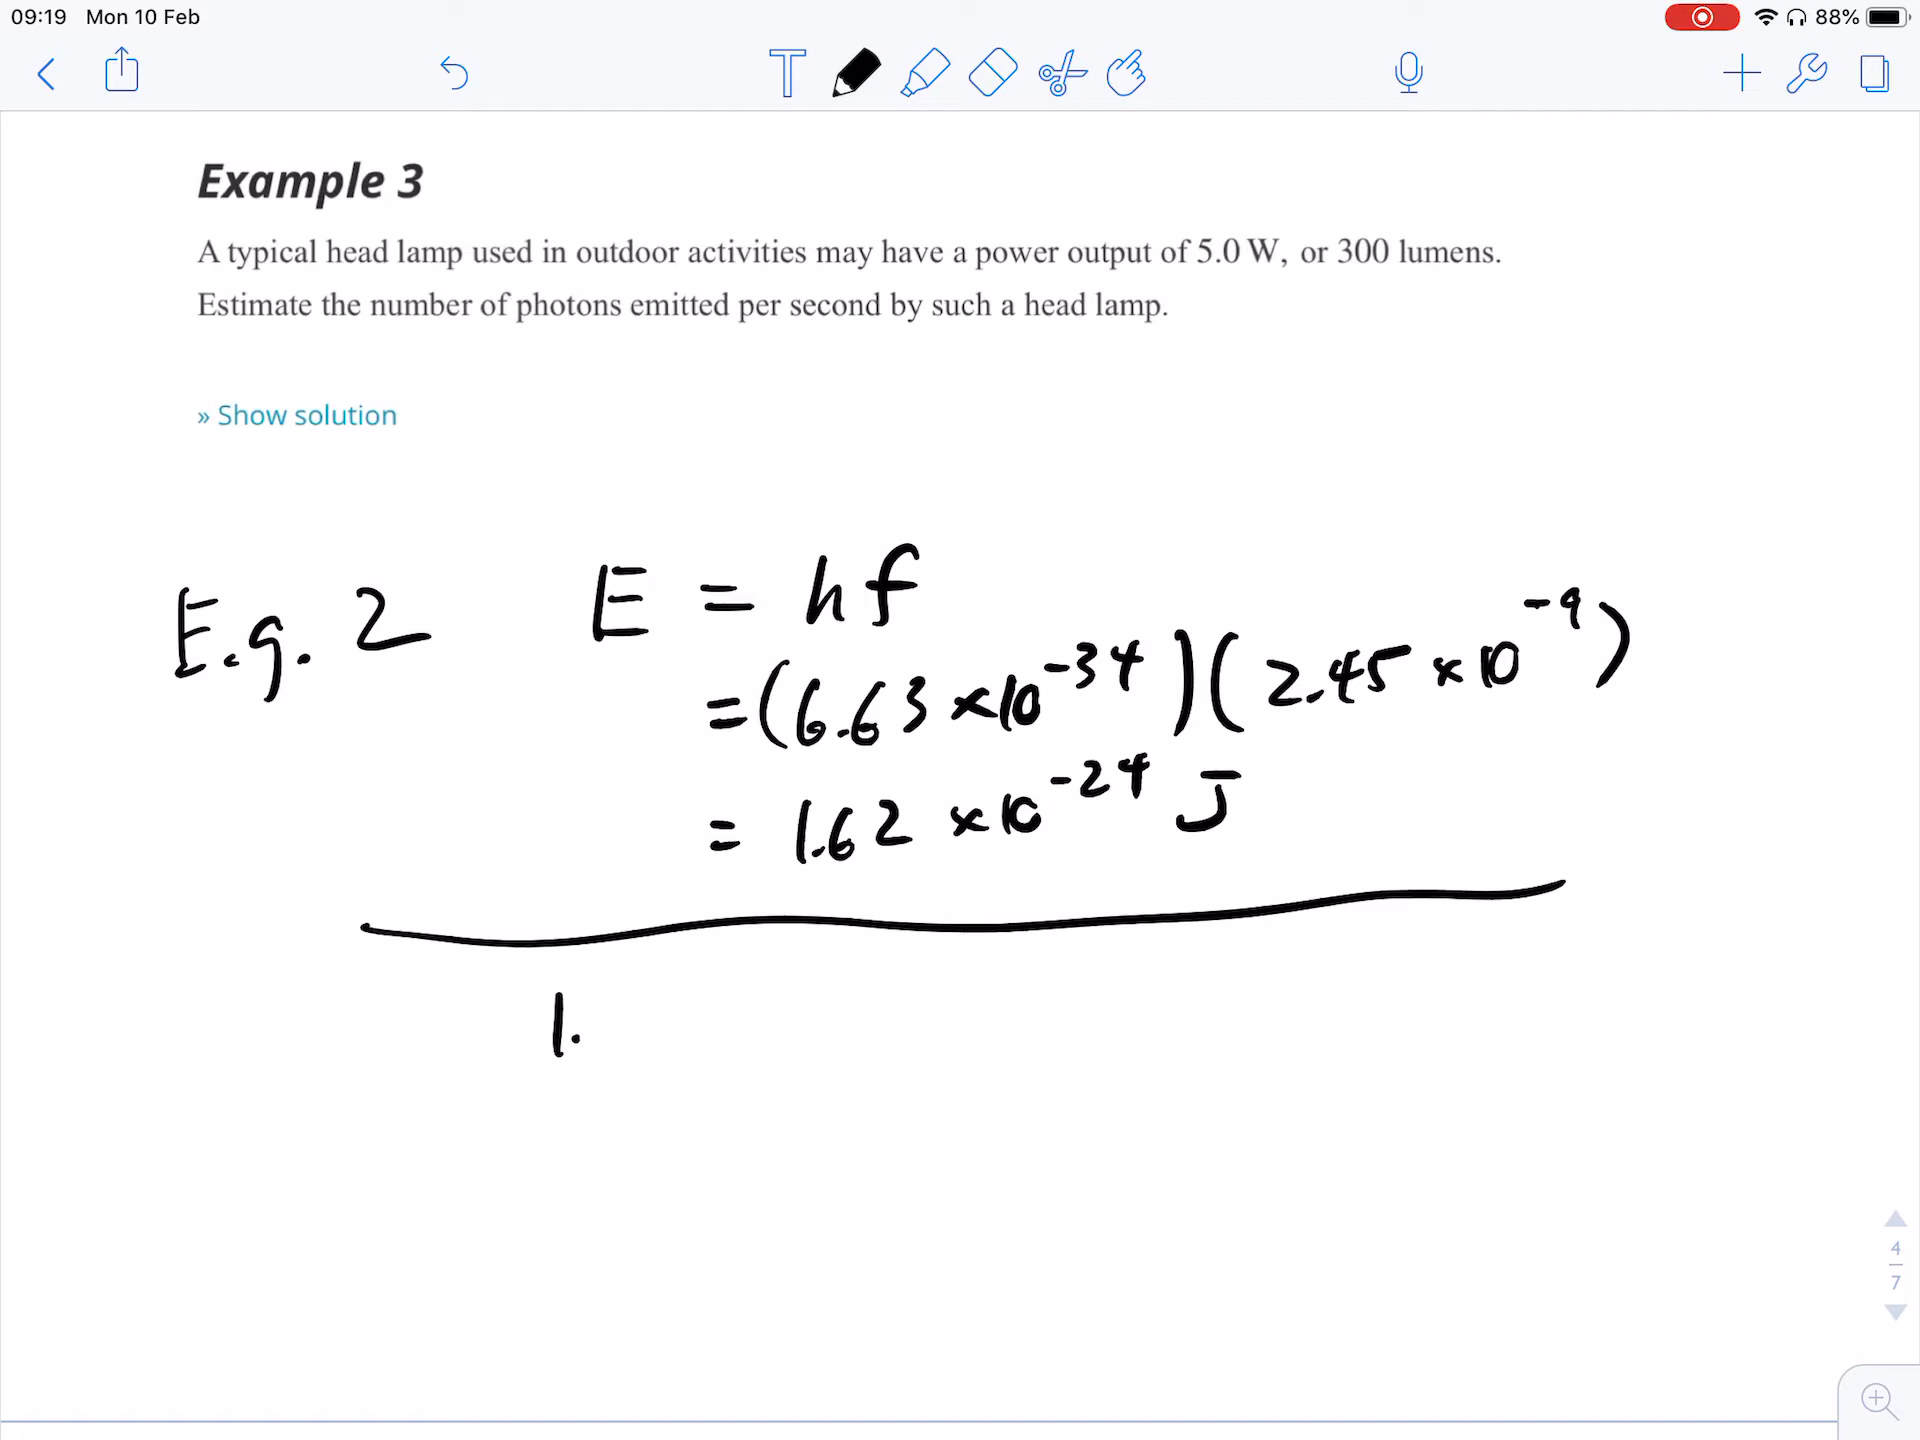 09:19 Mon 10 Feb 88%
T
Example 3
A typical head lamp used in outdoor activities may have a power output of 5.0 W, or 300 lumens.
Estimate the number of photons emitted per second by such a head lamp.
» Show solution
E.g. 2 E = hf
= (6.63 × 10⁻³⁴)(2.45 × 10⁻⁹)
= 1.62 × 10⁻²⁴ J
1.
4
7